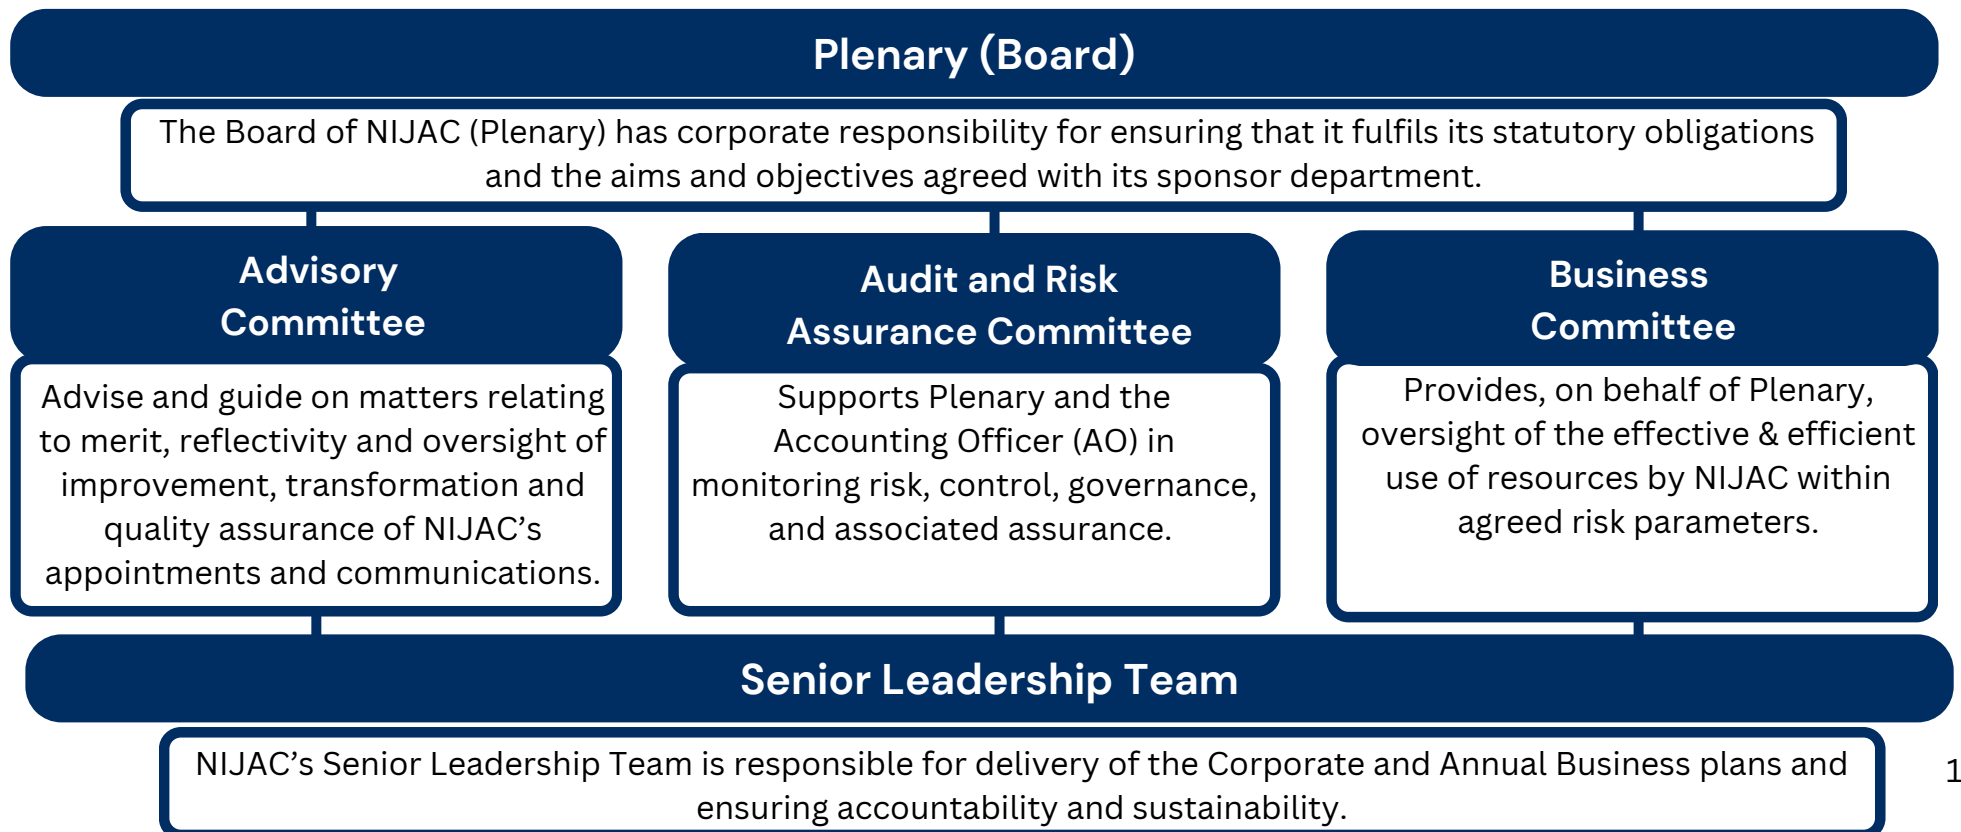 Plenary (Board)
The Board of NIJAC (Plenary) has corporate responsibility for ensuring that it fulfils its statutory obligations
and the aims and objectives agreed with its sponsor department.
Advisory
Committee
Advise and guide on matters relating
to merit, reflectivity and oversight of
improvement, transformation and
quality assurance of NIJAC’s
appointments and communications.
Audit and Risk
Assurance Committee
Supports Plenary and the
Accounting Officer (AO) in
monitoring risk, control, governance,
and associated assurance.
Business
Committee
Provides, on behalf of Plenary,
oversight of the effective & efficient
use of resources by NIJAC within
agreed risk parameters.
Senior Leadership Team
NIJAC’s Senior Leadership Team is responsible for delivery of the Corporate and Annual Business plans and
ensuring accountability and sustainability.
1